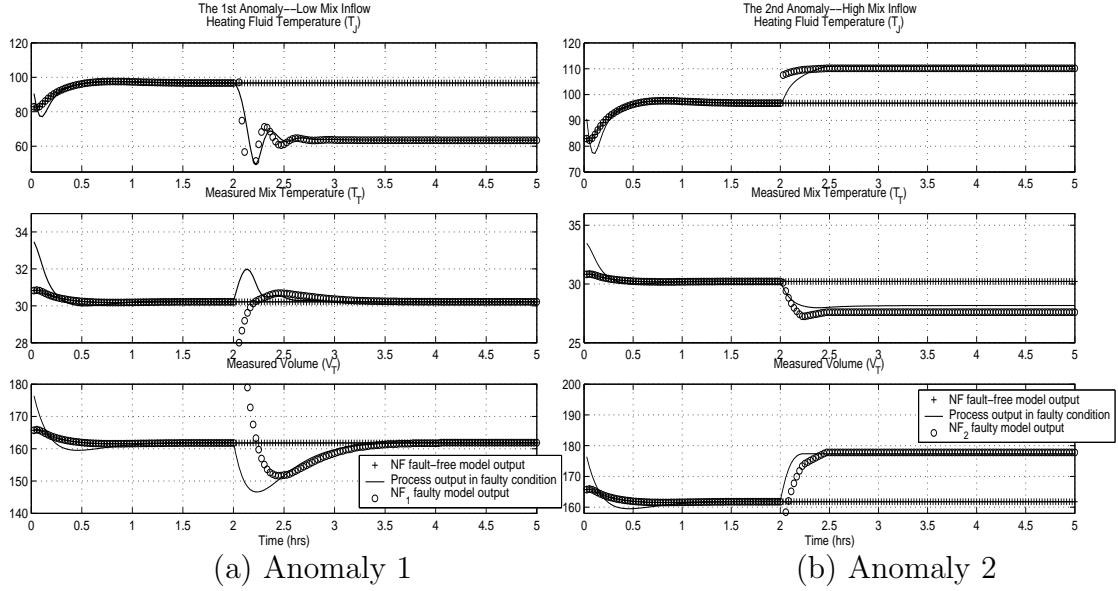 The 1st Anomaly−−Low Mix Inflow
Heating Fluid Temperature (T_J)
120
100
80
60
0 0.5 1 1.5 2 2.5 3 3.5 4 4.5 5
Measured Mix Temperature (T_T)
34
32
30
28
0 0.5 1 1.5 2 2.5 3 3.5 4 4.5 5
Measured Volume (V_T)
180
170
160
150
140
NF fault−free model output
Process output in faulty condition
NF_1 faulty model output
0 0.5 1 1.5 2 2.5 3 3.5 4 4.5 5
Time (hrs)
(a) Anomaly 1
The 2nd Anomaly−−High Mix Inflow
Heating Fluid Temperature (T_J)
120
110
100
90
80
70
0 0.5 1 1.5 2 2.5 3 3.5 4 4.5 5
Measured Mix Temperature (T_T)
35
30
25
0 0.5 1 1.5 2 2.5 3 3.5 4 4.5 5
Measured Volume (V_T)
200
190
180
170
160
NF fault−free model output
Process output in faulty condition
NF_2 faulty model output
0 0.5 1 1.5 2 2.5 3 3.5 4 4.5 5
Time (hrs)
(b) Anomaly 2